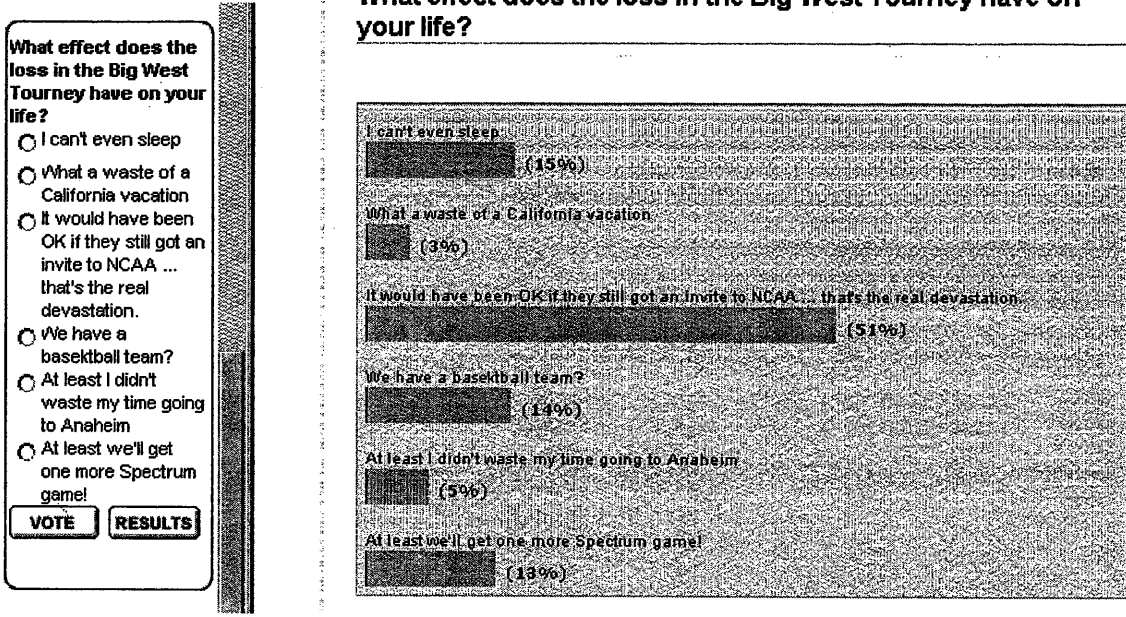 What effect does the
loss in the Big West
Tourney have on your
life?
I can't even sleep
What a waste of a
California vacation
It would have been
OK if they still got an
invite to NCAA ...
that's the real
devastation.
We have a
basektball team?
At least I didn't
waste my time going
to Anaheim
At least we'll get
one more Spectrum
game!
VOTE RESULTS
What effect does the loss in the Big West Tourney have on
your life?
I can't even sleep
(15%)
What a waste of a California vacation
(3%)
It would have been OK if they still got an invite to NCAA ... that's the real devastation.
(51%)
We have a basektball team?
(14%)
At least I didn't waste my time going to Anaheim
(5%)
At least we'll get one more Spectrum game!
(13%)